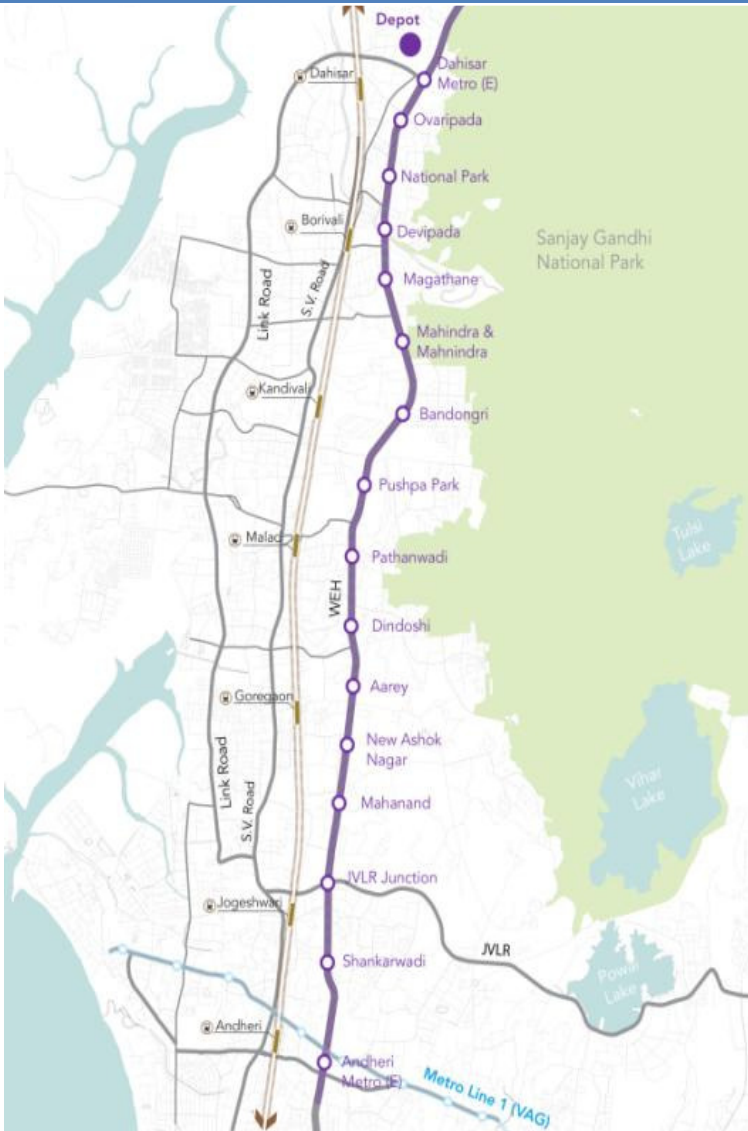 Depot
Dahisar
Dahisar
Metro (E)
Ovaripada
National Park
Borivali
Devipada
Sanjay Gandhi
National Park
Magathane
Link Road
S.V. Road
Mahindra &
Mahnindra
Kandivali
Bandongri
Pushpa Park
Malad
Pathanwadi
Tulsi
Lake
WEH
Dindoshi
Goregaon
Aarey
New Ashok
Nagar
Link Road
S.V. Road
Mahanand
Vihar
Lake
JVLR Junction
Jogeshwari
JVLR
Shankarwadi
Powai
Lake
Andheri
Andheri
Metro (E)
Metro Line 1 (VAG)